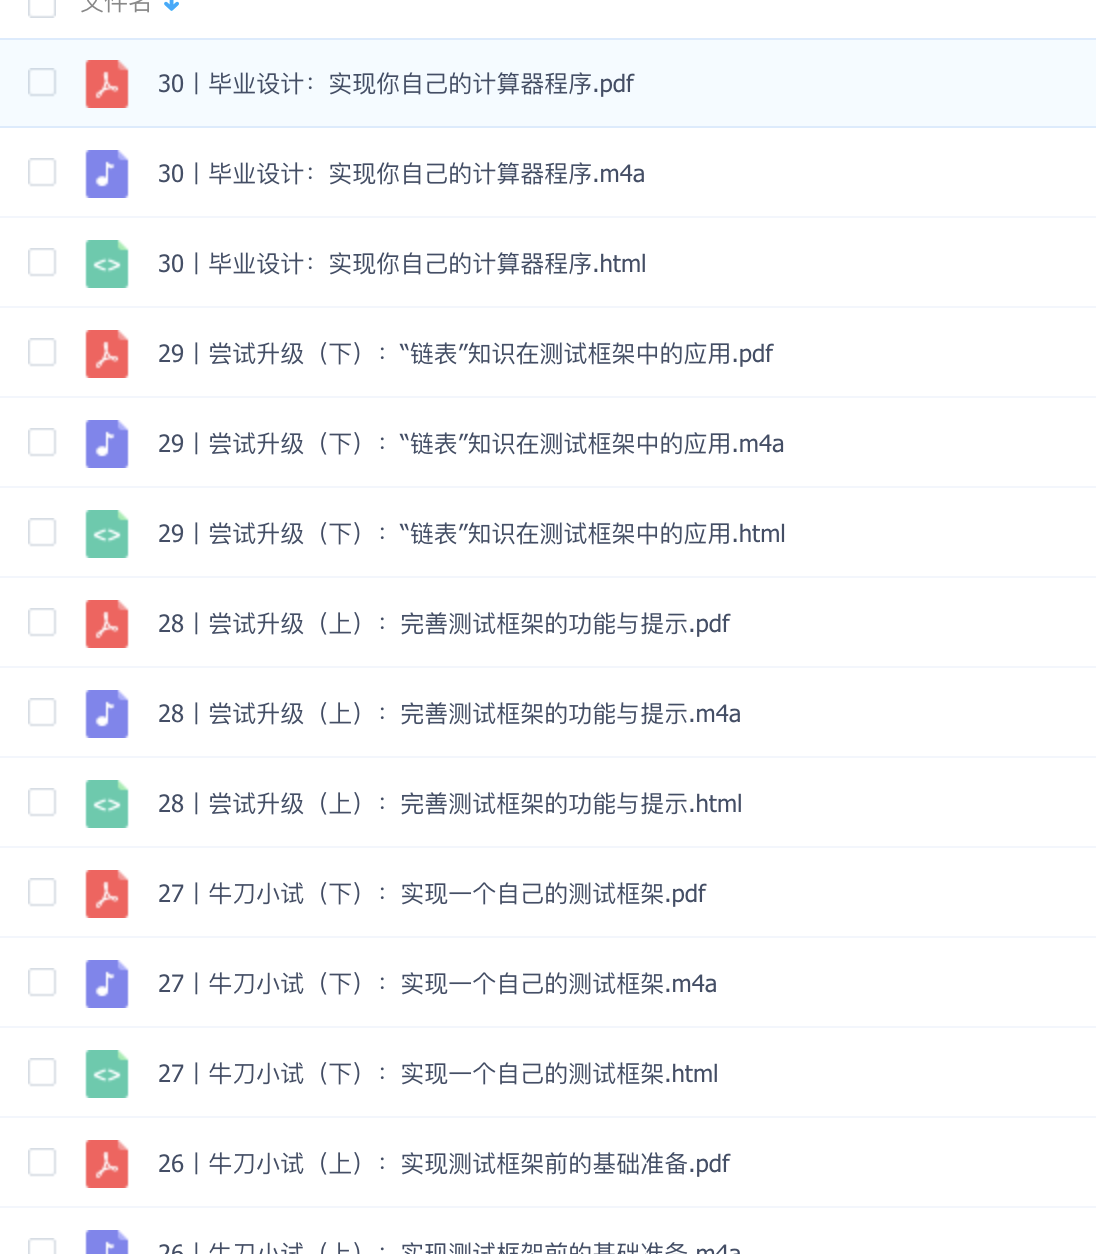 文件名
30丨毕业设计：实现你自己的计算器程序.pdf
30丨毕业设计：实现你自己的计算器程序.m4a
30丨毕业设计：实现你自己的计算器程序.html
29丨尝试升级（下）：“链表”知识在测试框架中的应用.pdf
29丨尝试升级（下）：“链表”知识在测试框架中的应用.m4a
29丨尝试升级（下）：“链表”知识在测试框架中的应用.html
28丨尝试升级（上）：完善测试框架的功能与提示.pdf
28丨尝试升级（上）：完善测试框架的功能与提示.m4a
28丨尝试升级（上）：完善测试框架的功能与提示.html
27丨牛刀小试（下）：实现一个自己的测试框架.pdf
27丨牛刀小试（下）：实现一个自己的测试框架.m4a
27丨牛刀小试（下）：实现一个自己的测试框架.html
26丨牛刀小试（上）：实现测试框架前的基础准备.pdf
26丨牛刀小试（上）：实现测试框架前的基础准备.m4a